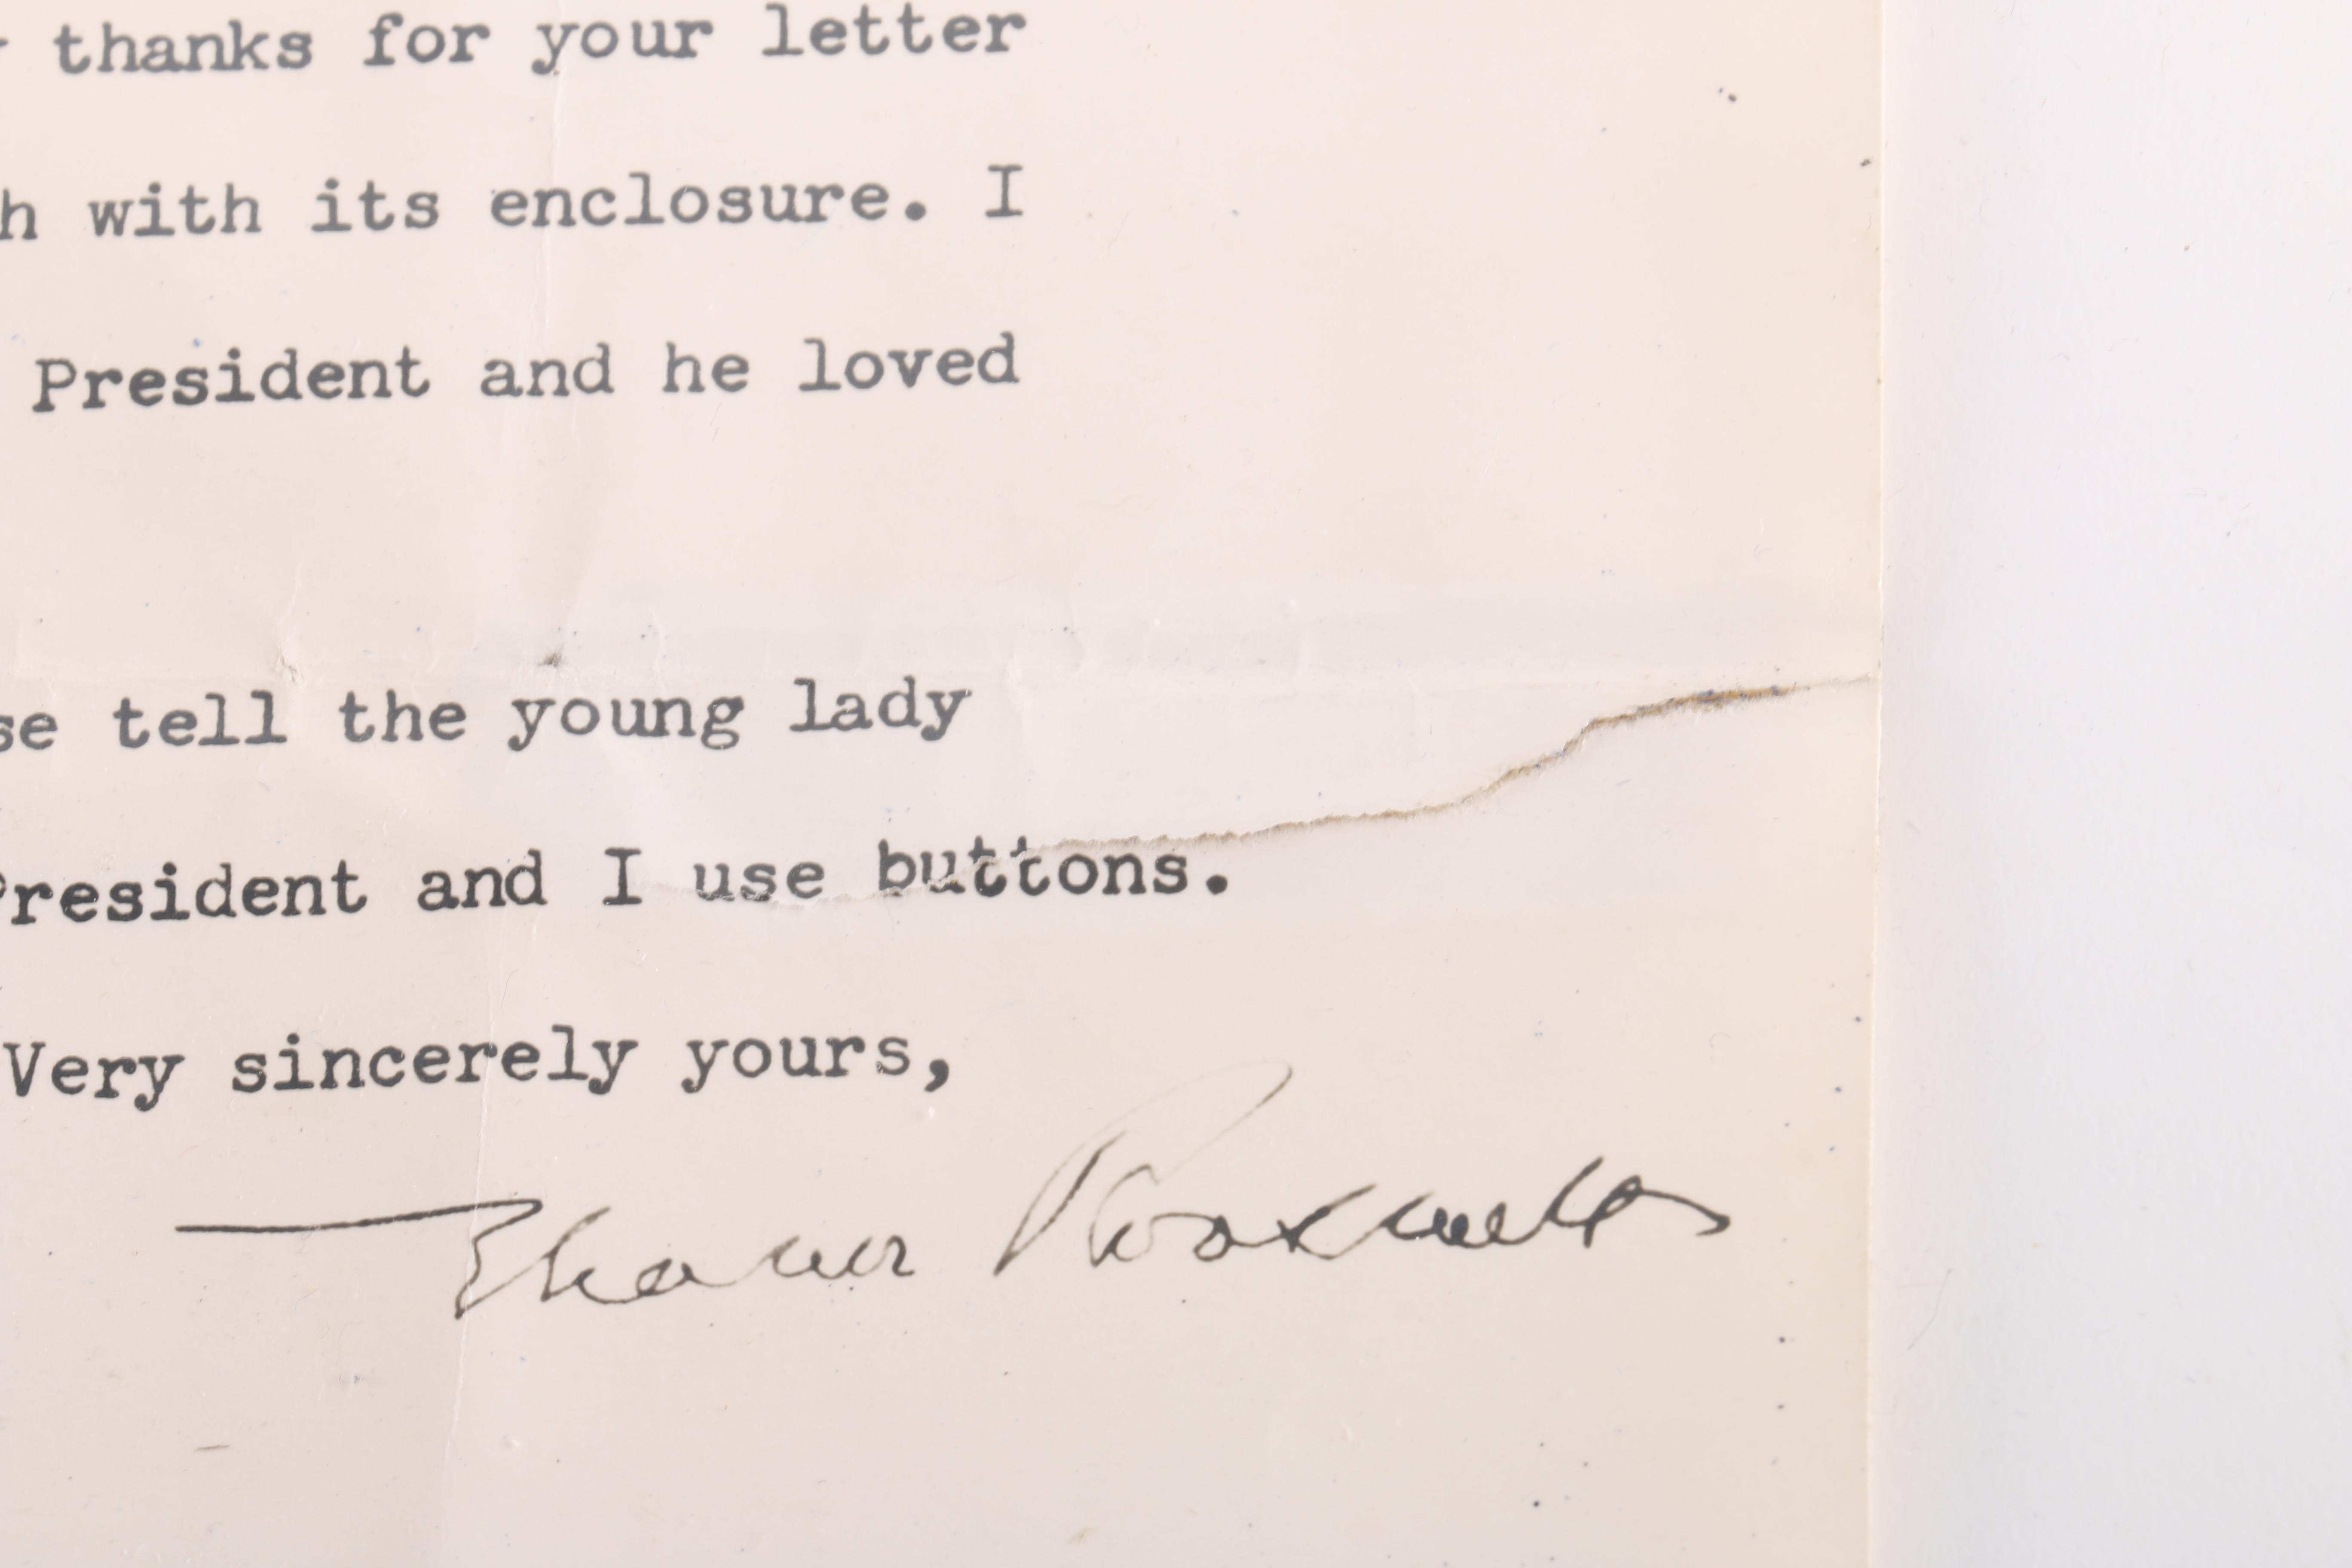 thanks for your letter
h with its enclosure. I
President and he loved
se tell the young lady
President and I use buttons.
Very sincerely yours,
Eleanor Roosevelt